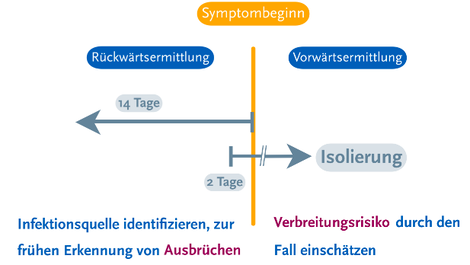 Symptombeginn
Rückwärtsermittlung
Vorwärtsermittlung
14 Tage
Isolierung
2 Tage
Infektionsquelle identifizieren, zur
frühen Erkennung von Ausbrüchen
Verbreitungsrisiko durch den
Fall einschätzen